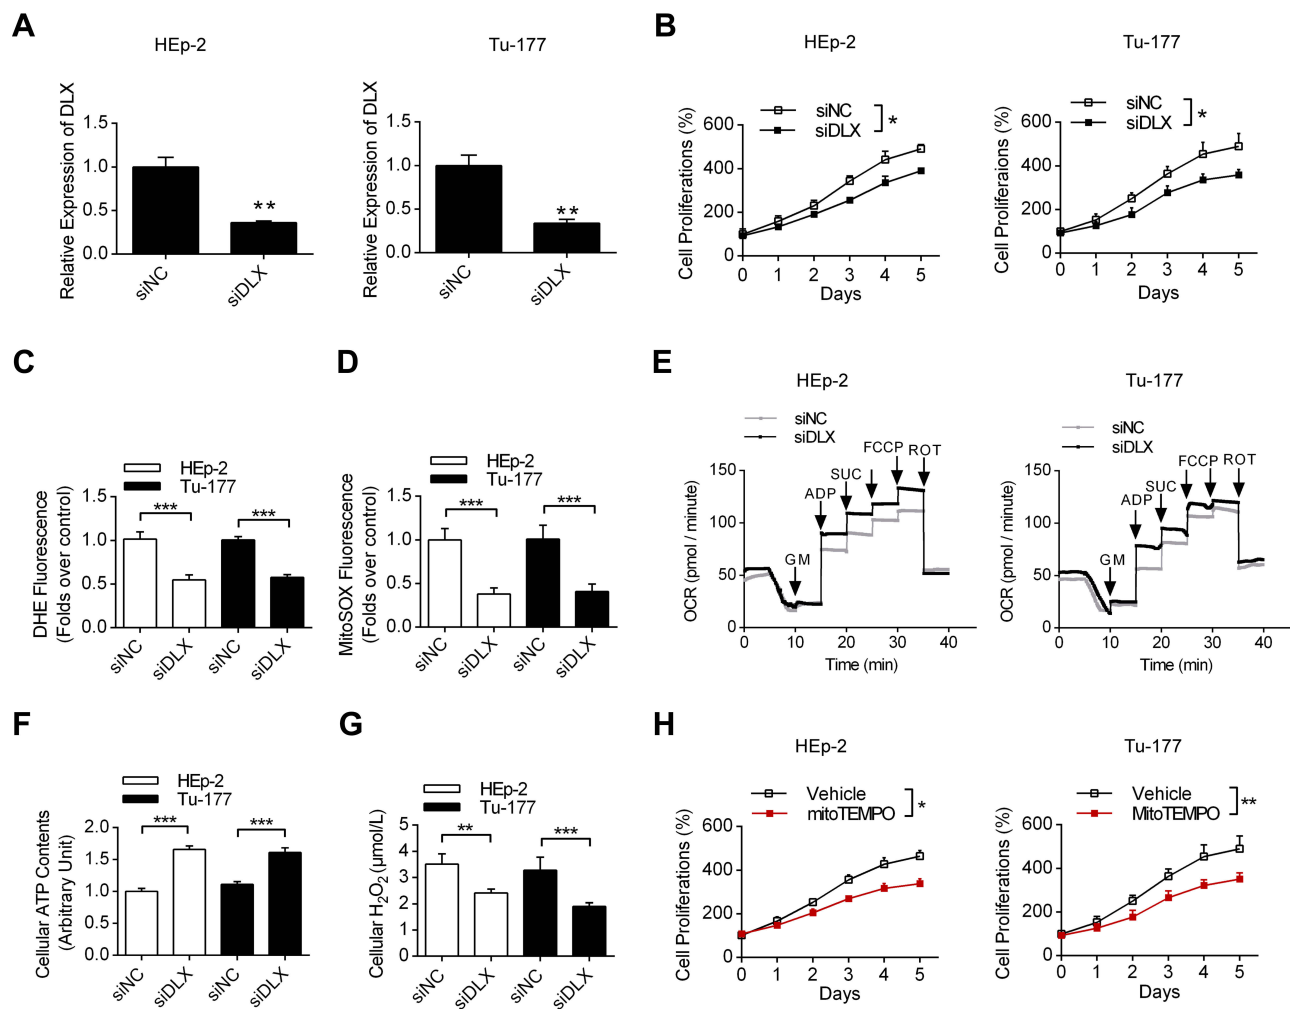 A
HEp-2
Relative Expression of DLX
1.5
1.0
0.5
0.0
**
siNC
siDLX
Tu-177
Relative Expression of DLX
1.5
1.0
0.5
0.0
**
siNC
siDLX
B
HEp-2
siNC
siDLX
*
Cell Proliferations (%)
600
400
200
0
0 1 2 3 4 5
Days
Tu-177
siNC
siDLX
*
Cell Proliferaions (%)
600
400
200
0
0 1 2 3 4 5
Days
C
HEp-2
Tu-177
DHE Fluorescence
(Folds over control)
1.5
1.0
0.5
0.0
***
***
siNC
siDLX
siNC
siDLX
D
HEp-2
Tu-177
MitoSOX Fluorescence
(Folds over control)
1.5
1.0
0.5
0.0
***
***
siNC
siDLX
siNC
siDLX
E
HEp-2
siNC
siDLX
OCR (pmol / minute)
150
100
50
0
GM
ADP
SUC
FCCP
ROT
0 10 20 30 40
Time (min)
Tu-177
siNC
siDLX
OCR (pmol / minute)
150
100
50
0
GM
ADP
SUC
FCCP
ROT
0 10 20 30 40
Time (min)
F
HEp-2
Tu-177
Cellular ATP Contents
(Arbitrary Unit)
2.0
1.5
1.0
0.5
0.0
***
***
siNC
siDLX
siNC
siDLX
G
HEp-2
Tu-177
Cellular H2O2 (μmol/L)
5
4
3
2
1
0
**
***
siNC
siDLX
siNC
siDLX
H
HEp-2
Vehicle
mitoTEMPO
*
Cell Proliferations (%)
600
400
200
0
0 1 2 3 4 5
Days
Tu-177
Vehicle
MitoTEMPO
**
Cell Proliferations (%)
600
400
200
0
0 1 2 3 4 5
Days